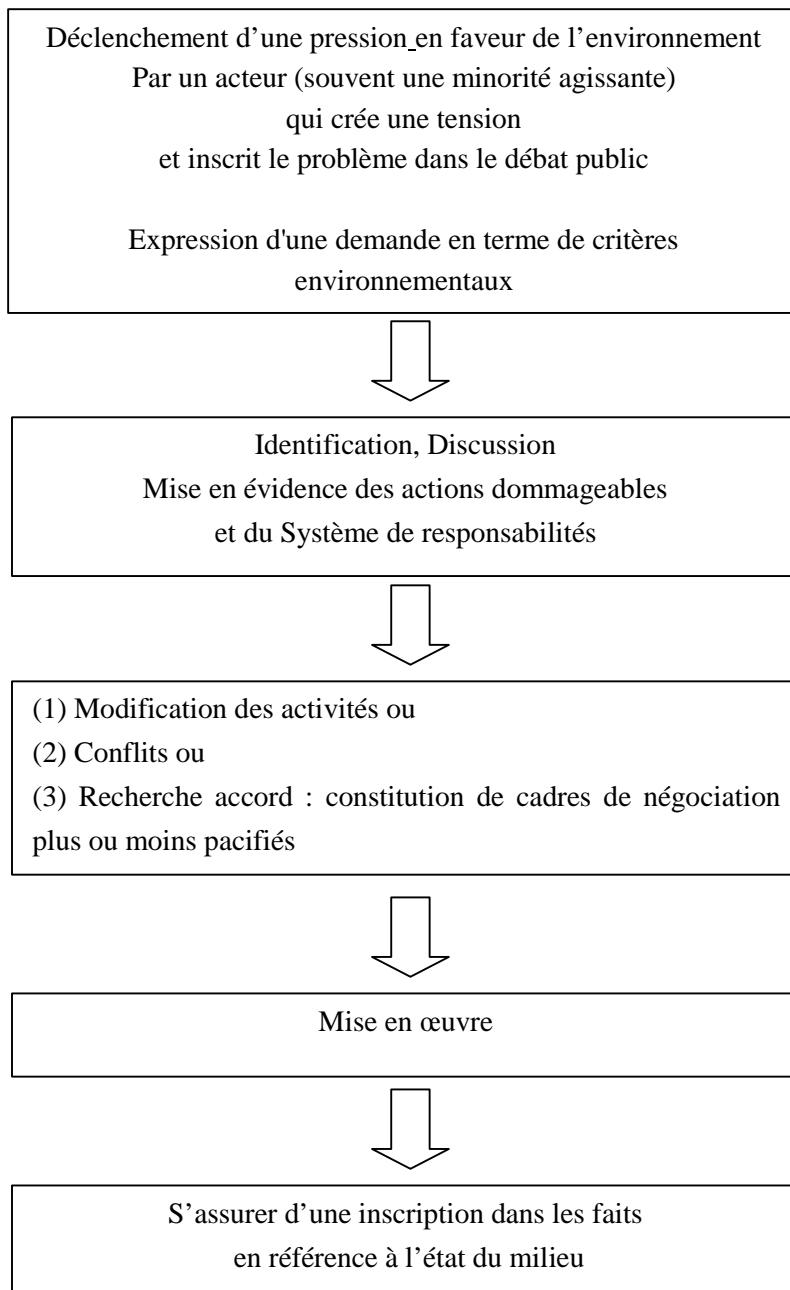 Déclenchement d’une pression en faveur de l’environnement
Par un acteur (souvent une minorité agissante)
qui crée une tension
et inscrit le problème dans le débat public
Expression d'une demande en terme de critères
environnementaux
Identification, Discussion
Mise en évidence des actions dommageables
et du Système de responsabilités
(1) Modification des activités ou
(2) Conflits ou
(3) Recherche accord : constitution de cadres de négociation
plus ou moins pacifiés
Mise en œuvre
S’assurer d’une inscription dans les faits
en référence à l’état du milieu